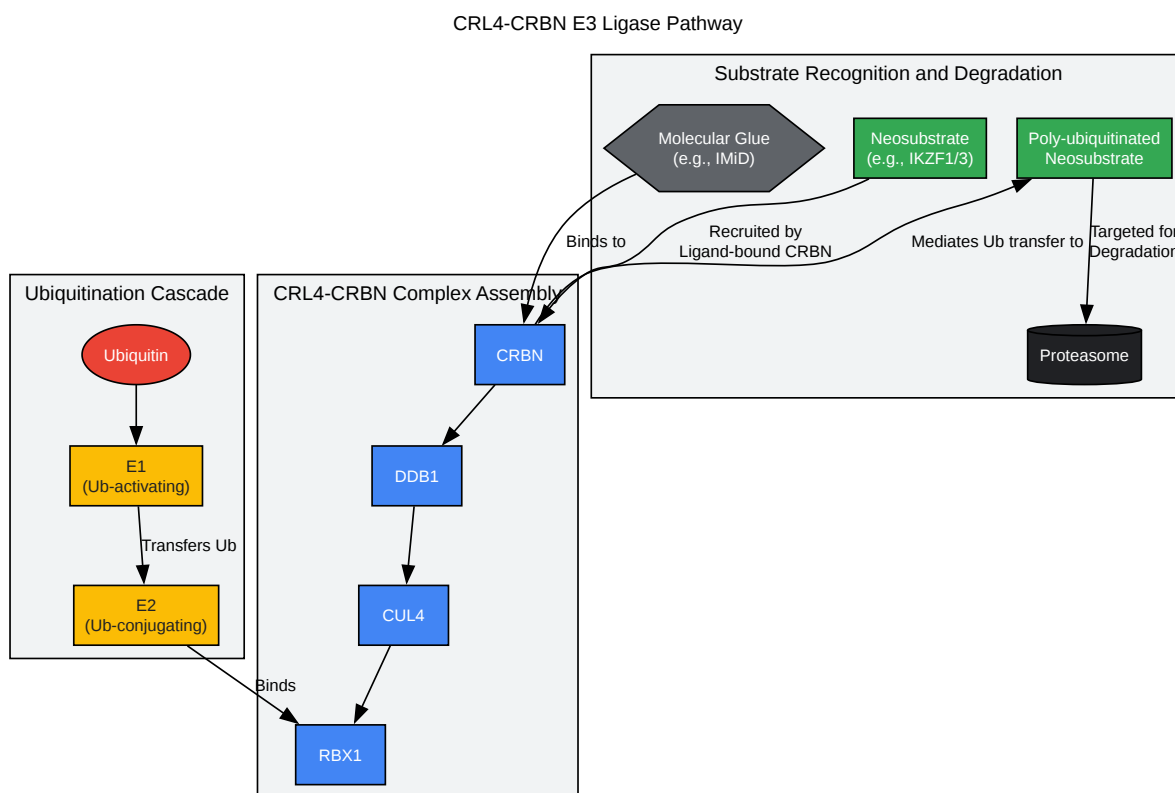 CRL4-CRBN E3 Ligase Pathway
Substrate Recognition and Degradation
Molecular Glue
(e.g., IMiD)
Neosubstrate
(e.g., IKZF1/3)
Poly-ubiquitinated
Neosubstrate
Binds to
Recruited by
Ligand-bound CRBN
Mediates Ub transfer to
Targeted for
Degradation
Proteasome
Ubiquitination Cascade
Ubiquitin
E1
(Ub-activating)
Transfers Ub
E2
(Ub-conjugating)
Binds
CRL4-CRBN Complex Assembly
CRBN
DDB1
CUL4
RBX1